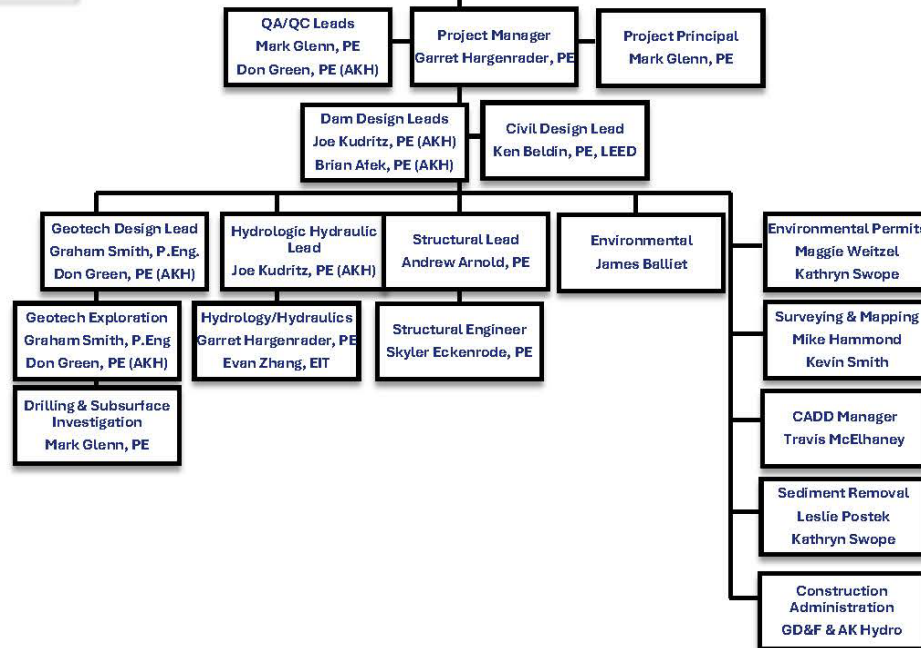 QA/QC Leads
Mark Glenn, PE
Don Green, PE (AKH)
Project Manager
Garret Hargenrader, PE
Project Principal
Mark Glenn, PE
Dam Design Leads
Joe Kudritz, PE (AKH)
Brian Afek, PE (AKH)
Civil Design Lead
Ken Beldin, PE, LEED
Geotech Design Lead
Graham Smith, P.Eng.
Don Green, PE (AKH)
Hydrologic Hydraulic
Lead
Joe Kudritz, PE (AKH)
Structural Lead
Andrew Arnold, PE
Environmental
James Balliet
Environmental Permits
Maggie Weitzel
Kathryn Swope
Geotech Exploration
Graham Smith, P.Eng
Don Green, PE (AKH)
Hydrology/Hydraulics
Garret Hargenrader, PE
Evan Zhang, EIT
Structural Engineer
Skyler Eckenrode, PE
Surveying & Mapping
Mike Hammond
Kevin Smith
Drilling & Subsurface
Investigation
Mark Glenn, PE
CADD Manager
Travis McElhaney
Sediment Removal
Leslie Postek
Kathryn Swope
Construction
Administration
GD&F & AK Hydro